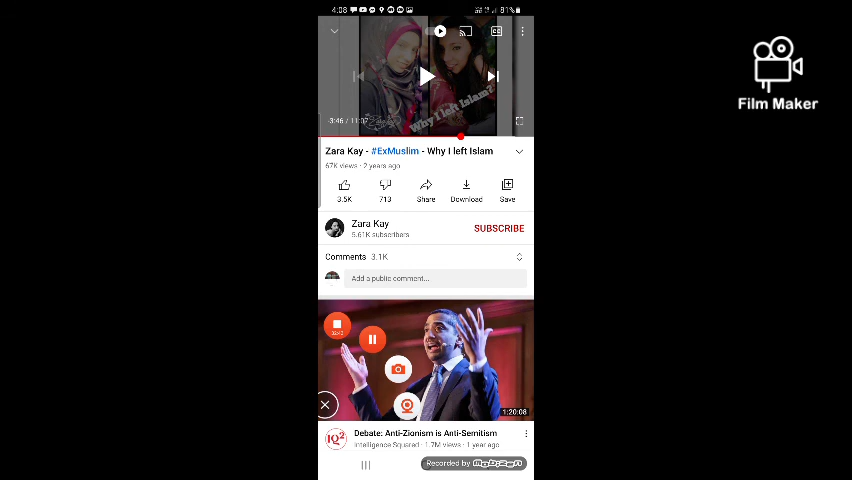 4:08
81%
Why I left Islam?
-3:46 / 11:07
Zara Kay - #ExMuslim - Why I left Islam
67K views · 2 years ago
3.5K
713
Share
Download
Save
Zara Kay
5.61K subscribers
SUBSCRIBE
Comments 3.1K
Add a public comment...
1:20:08
IQ2
Debate: Anti-Zionism is Anti-Semitism
Intelligence Squared · 1.7M views · 1 year ago
Recorded by
Film Maker